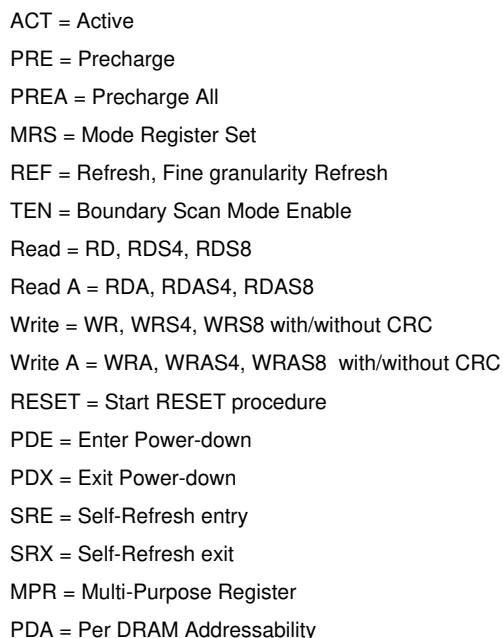 ACT = Active
PRE = Precharge
PREA = Precharge All
MRS = Mode Register Set
REF = Refresh, Fine granularity Refresh
TEN = Boundary Scan Mode Enable
Read = RD, RDS4, RDS8
Read A = RDA, RDAS4, RDAS8
Write = WR, WRS4, WRS8 with/without CRC
Write A = WRA, WRAS4, WRAS8 with/without CRC
RESET = Start RESET procedure
PDE = Enter Power-down
PDX = Exit Power-down
SRE = Self-Refresh entry
SRX = Self-Refresh exit
MPR = Multi-Purpose Register
PDA = Per DRAM Addressability